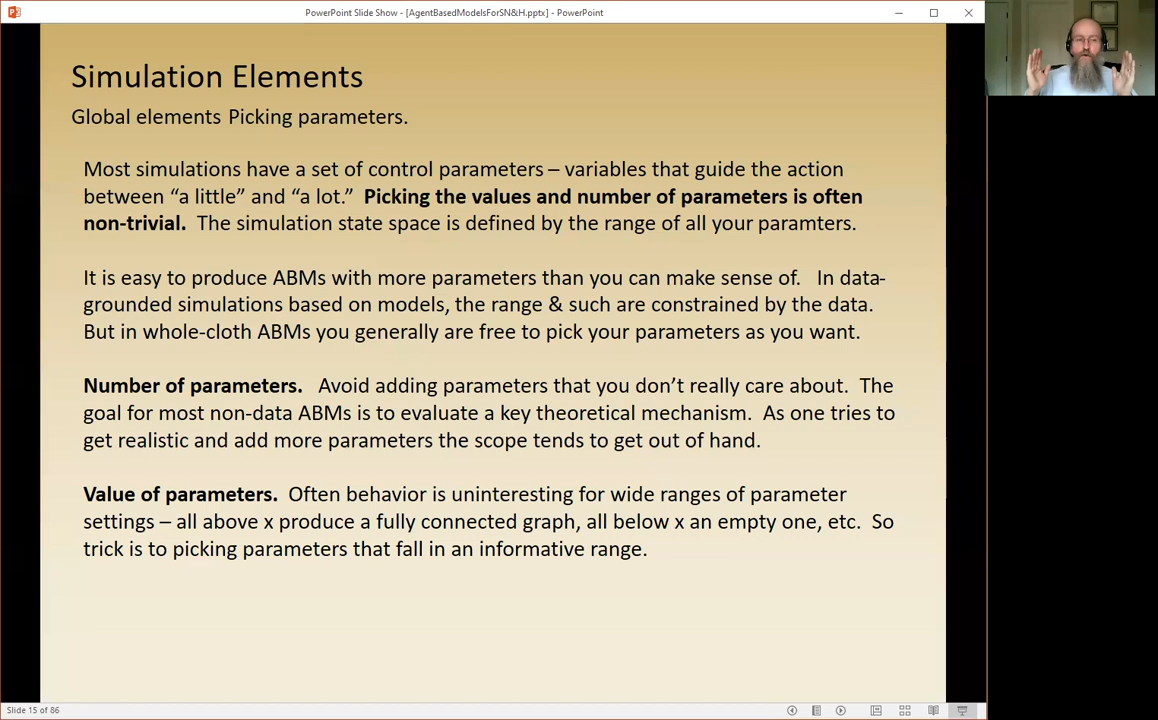 PowerPoint Slide Show - [AgentBasedModelsForSN&H.pptx] - PowerPoint
Simulation Elements
Global elements Picking parameters.
Most simulations have a set of control parameters – variables that guide the action
between “a little” and “a lot.” Picking the values and number of parameters is often
non-trivial. The simulation state space is defined by the range of all your paramters.
It is easy to produce ABMs with more parameters than you can make sense of. In data-
grounded simulations based on models, the range & such are constrained by the data.
But in whole-cloth ABMs you generally are free to pick your parameters as you want.
Number of parameters. Avoid adding parameters that you don’t really care about. The
goal for most non-data ABMs is to evaluate a key theoretical mechanism. As one tries to
get realistic and add more parameters the scope tends to get out of hand.
Value of parameters. Often behavior is uninteresting for wide ranges of parameter
settings – all above x produce a fully connected graph, all below x an empty one, etc. So
trick is to picking parameters that fall in an informative range.
Slide 15 of 86